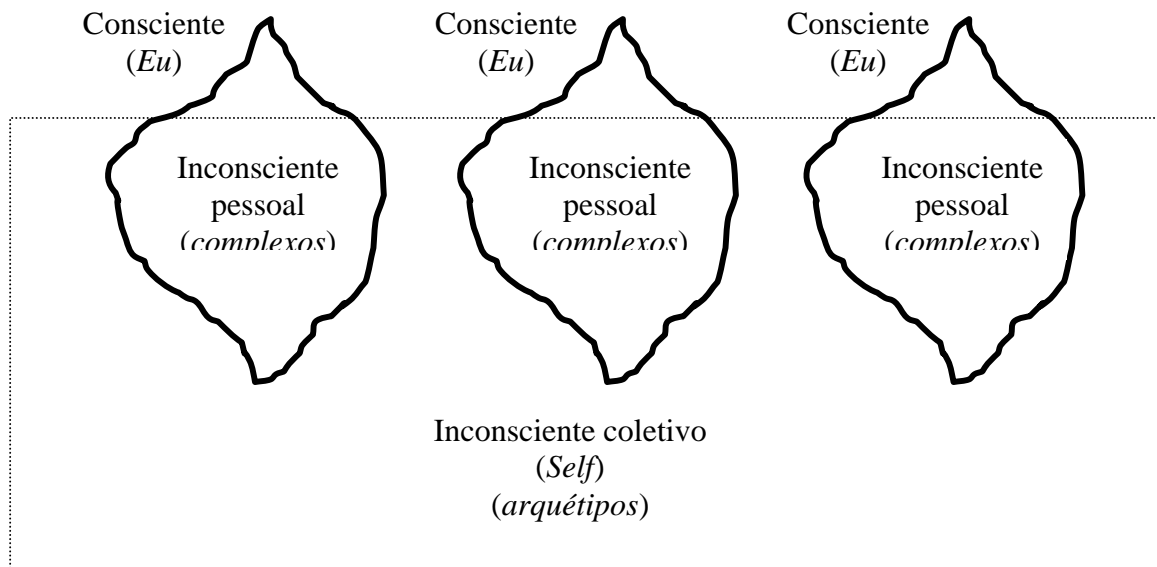 Consciente
(Eu)
Consciente
(Eu)
Consciente
(Eu)
Inconsciente
pessoal
(complexos)
Inconsciente
pessoal
(complexos)
Inconsciente
pessoal
(complexos)
Inconsciente coletivo
(Self)
(arquétipos)